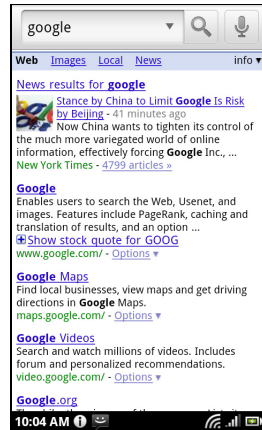 google
Web Images Local News info
News results for google
Stance by China to Limit Google Is Risk
by Beijing - 41 minutes ago
Now China wants to tighten its control of
the much more variegated world of online
information, effectively forcing Google Inc., ...
New York Times - 4799 articles »
Google
Enables users to search the Web, Usenet, and
images. Features include PageRank, caching and
translation of results, and an option ...
Show stock quote for GOOG
www.google.com/ - Options
Google Maps
Find local businesses, view maps and get driving
directions in Google Maps.
maps.google.com/ - Options
Google Videos
Search and watch millions of videos. Includes
forum and personalized recommendations.
video.google.com/ - Options
Google.org
10:04 AM